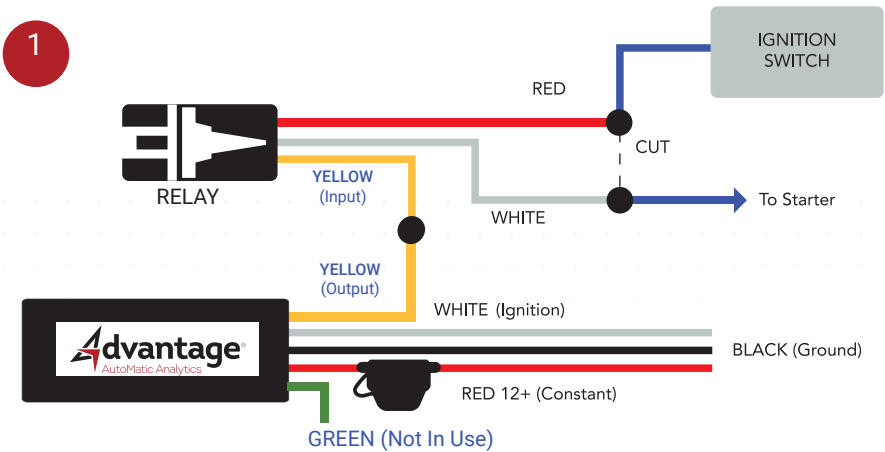 1
IGNITION
SWITCH
RED
CUT
YELLOW
(Input)
RELAY
WHITE
To Starter
YELLOW
(Output)
WHITE (Ignition)
Advantage®
AutoMatic Analytics
BLACK (Ground)
RED 12+ (Constant)
GREEN (Not In Use)